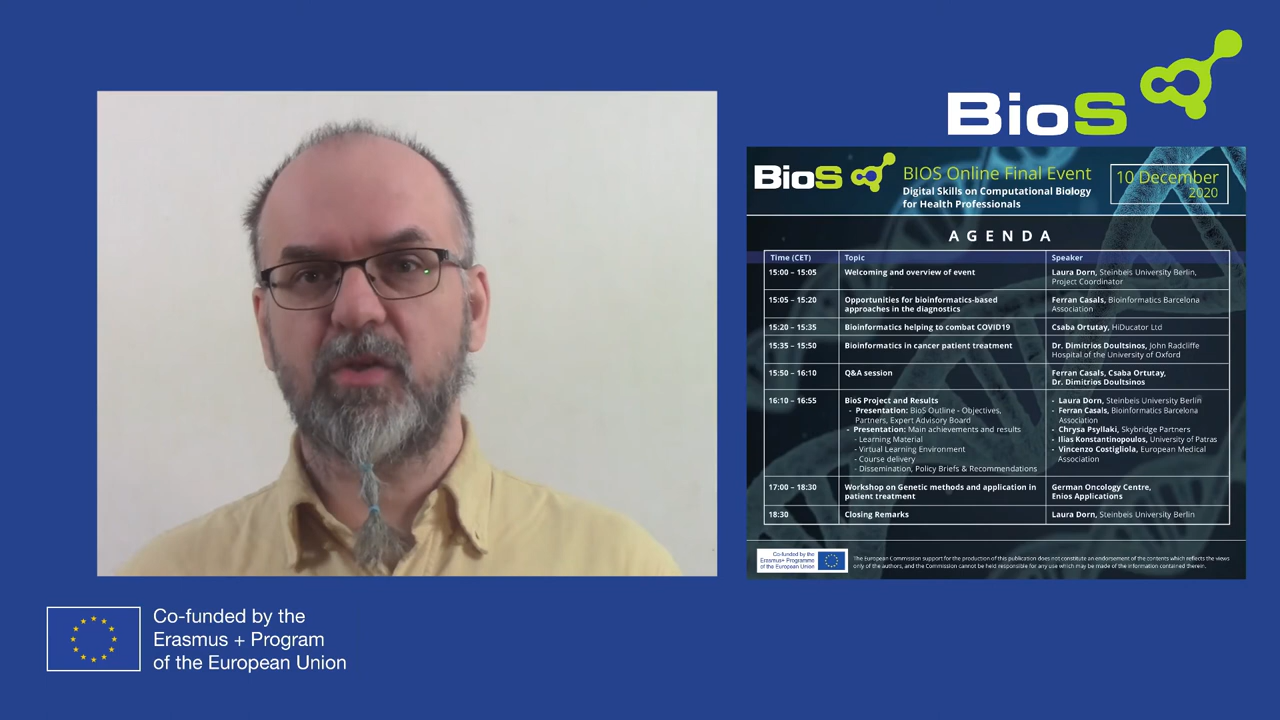 BioS
BioS
BIOS Online Final Event
Digital Skills on Computational Biology
for Health Professionals
10 December
2020
AGENDA
Time (CET) Topic Speaker
15:00 – 15:05 Welcoming and overview of event Laura Dorn, Steinbeis University Berlin,
Project Coordinator
15:05 – 15:20 Opportunities for bioinformatics-based Ferran Casals, Bioinformatics Barcelona
approaches in the diagnostics Association
15:20 – 15:35 Bioinformatics helping to combat COVID19 Csaba Ortutay, HiDucator Ltd
15:35 – 15:50 Bioinformatics in cancer patient treatment Dr. Dimitrios Doultsinos, John Radcliffe
Hospital of the University of Oxford
15:50 – 16:10 Q&A session Ferran Casals, Csaba Ortutay,
Dr. Dimitrios Doultsinos
16:10 – 16:55 BioS Project and Results - Laura Dorn, Steinbeis University Berlin
- Presentation: BioS Outline - Objectives, - Ferran Casals, Bioinformatics Barcelona
Partners, Expert Advisory Board Association
- Presentation: Main achievements and results - Chrysa Psyllaki, Skybridge Partners
- Learning Material - Ilias Konstantinopoulos, University of Patras
- Virtual Learning Environment - Vincenzo Costigliola, European Medical
- Course delivery Association
- Dissemination, Policy Briefs & Recommendations
17:00 – 18:30 Workshop on Genetic methods and application in German Oncology Centre,
patient treatment Enios Applications
18:30 Closing Remarks Laura Dorn, Steinbeis University Berlin
Co-funded by the
Erasmus+ Programme
of the European Union
The European Commission support for the production of this publication does not constitute an endorsement of the contents which reflects the views
only of the authors, and the Commission cannot be held responsible for any use which may be made of the information contained therein.
Co-funded by the
Erasmus + Program
of the European Union